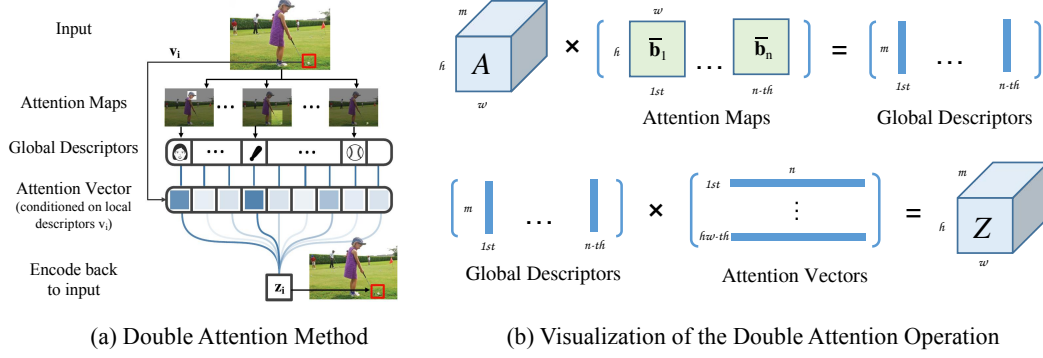 Input
v_i
Attention Maps
...
...
Global Descriptors
...
...
Attention Vector
(conditioned on local
descriptors v_i)
Encode back
to input
z_i
(a) Double Attention Method
m
h
A
w
×
w
h
b̅_1
...
b̅_n
1st
n-th
Attention Maps
=
m
...
1st
n-th
Global Descriptors
m
...
1st
n-th
Global Descriptors
×
n
1st
⋮
hw-th
Attention Vectors
=
m
h
Z
w
(b) Visualization of the Double Attention Operation